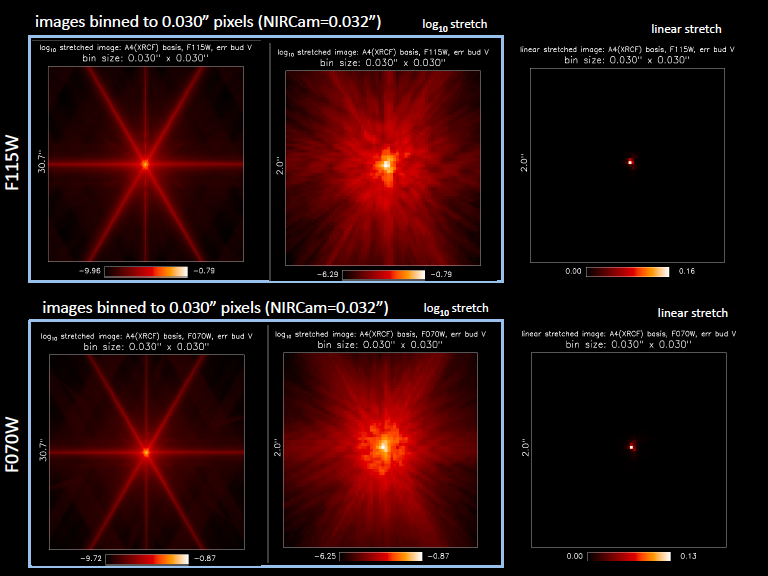 images binned to 0.030” pixels (NIRCam=0.032”)
log10 stretch
linear stretch
F115W
log10 stretched image: A4(XRCF) basis, F115W, err bud V
bin size: 0.030" x 0.030"
30.7"
-9.96 -0.79
log10 stretched image: A4(XRCF) basis, F115W, err bud V
bin size: 0.030" x 0.030"
2.0"
-6.29 -0.79
linear stretched image: A4(XRCF) basis, F115W, err bud V
bin size: 0.030" x 0.030"
2.0"
0.00 0.16
images binned to 0.030” pixels (NIRCam=0.032”)
log10 stretch
linear stretch
F070W
log10 stretched image: A4(XRCF) basis, F070W, err bud V
bin size: 0.030" x 0.030"
30.7"
-9.72 -0.87
log10 stretched image: A4(XRCF) basis, F070W, err bud V
bin size: 0.030" x 0.030"
2.0"
-6.25 -0.87
linear stretched image: A4(XRCF) basis, F070W, err bud V
bin size: 0.030" x 0.030"
2.0"
0.00 0.13